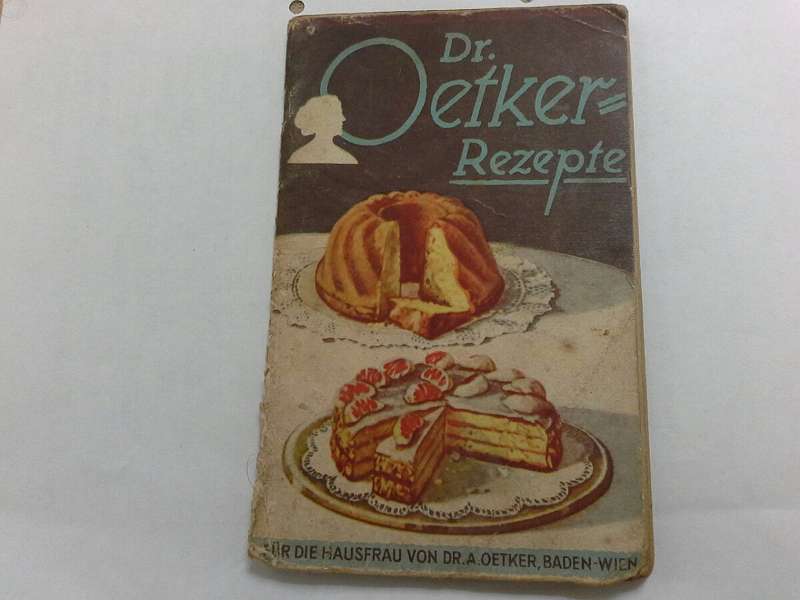 Dr.
Oetker=
Rezepte
FÜR DIE HAUSFRAU VON DR. A. OETKER, BADEN-WIEN